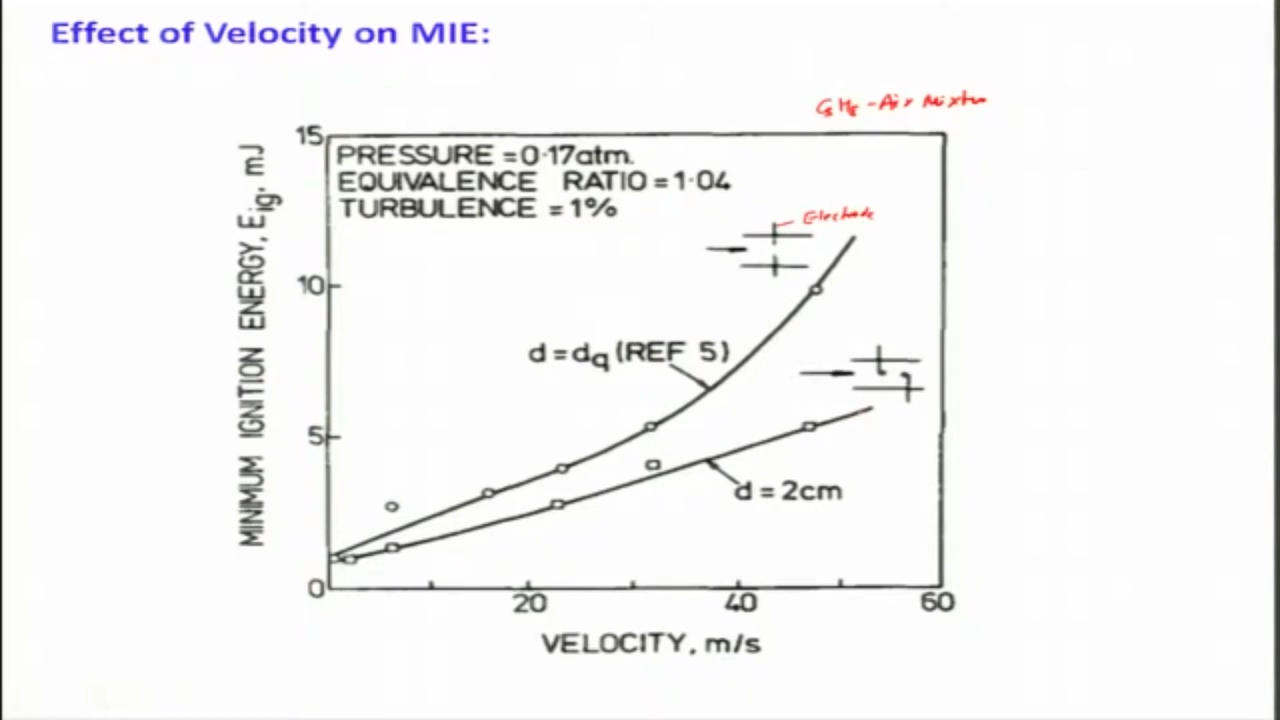 Effect of Velocity on MIE:
C3H8 - Air Mixture
15
PRESSURE = 0·17atm.
EQUIVALENCE RATIO = 1·04
TURBULENCE = 1%
Electrode
MINIMUM IGNITION ENERGY, Eig, mJ
10
d = dq (REF 5)
5
d = 2cm
0
20
40
60
VELOCITY, m/s